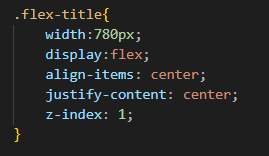 .flex-title{
    width:780px;
    display:flex;
    align-items: center;
    justify-content: center;
    z-index: 1;
}